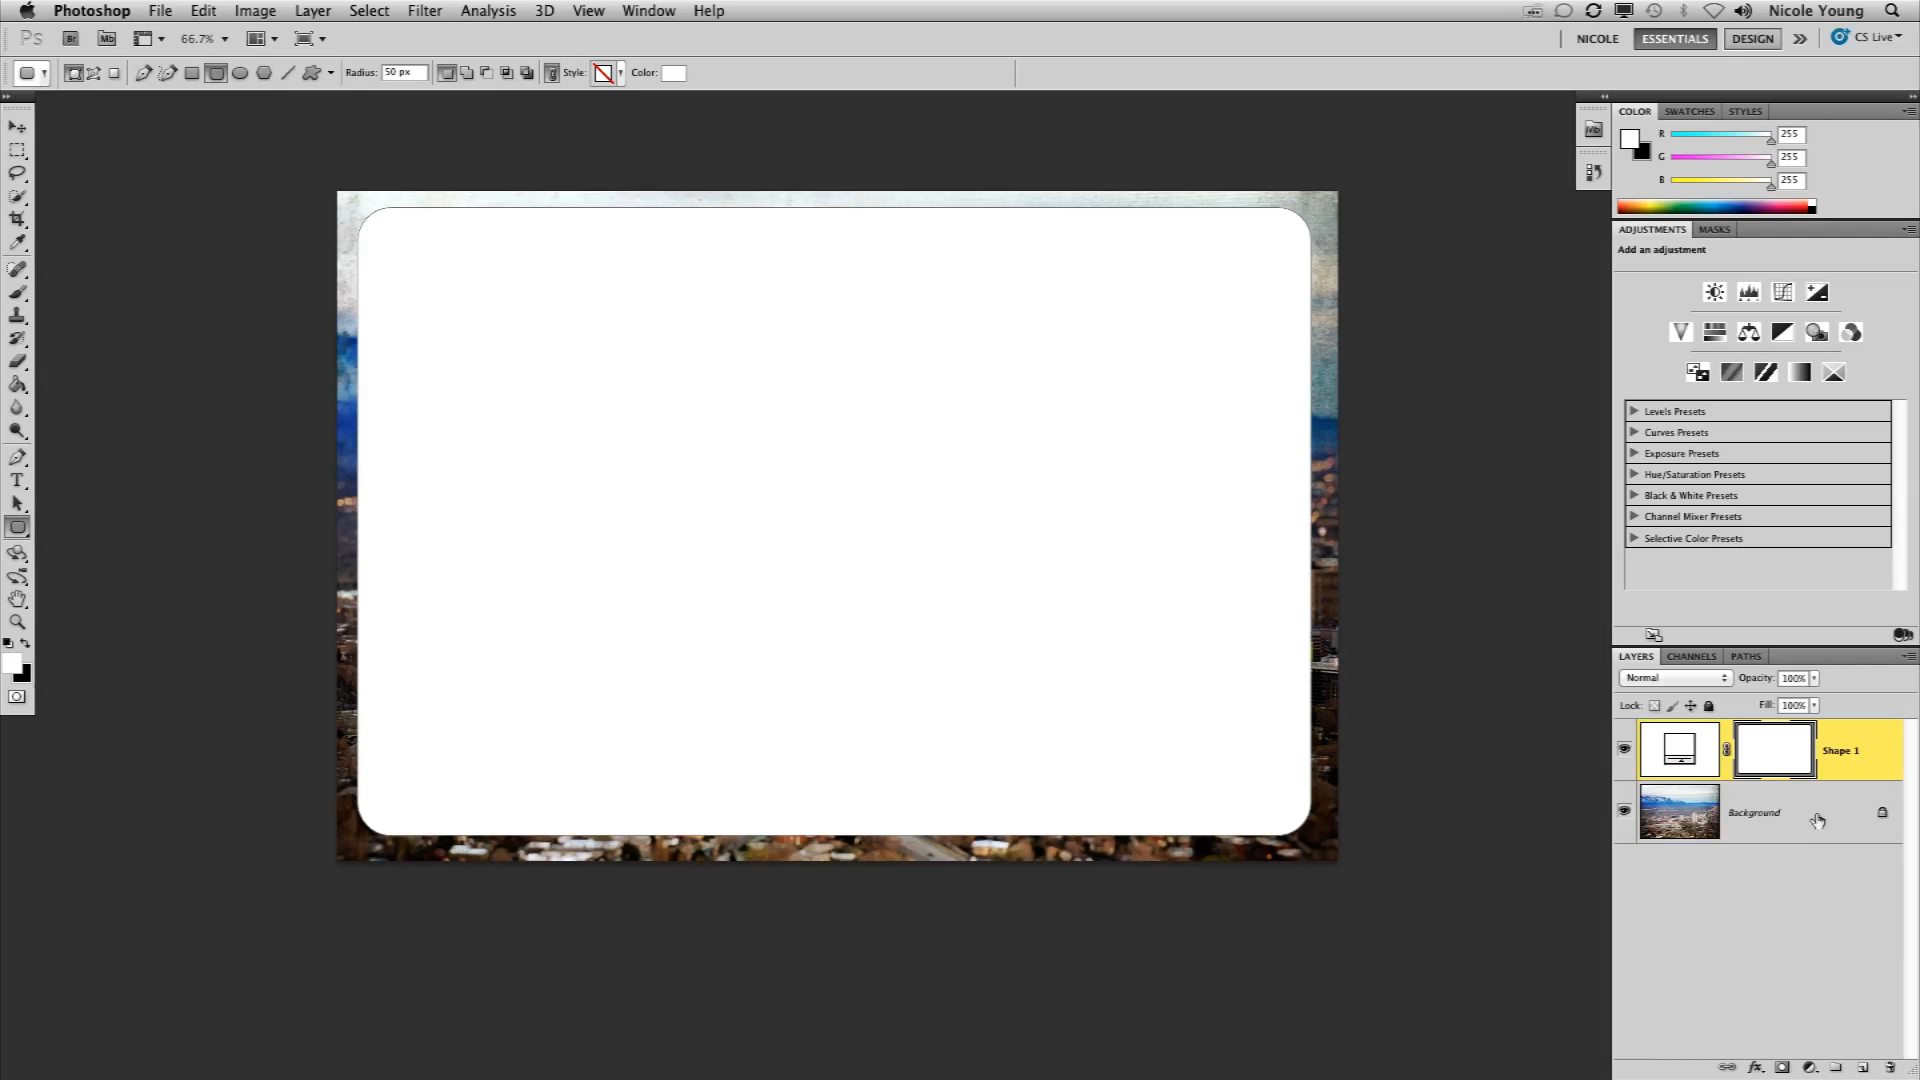 Photoshop File Edit Image Layer Select Filter Analysis 3D View Window Help Nicole Young
Ps Br Mb 66.7% NICOLE ESSENTIALS DESIGN CS Live
Radius: 50 px Style: Color:
COLOR SWATCHES STYLES
Mb
R 255
G 255
B 255
ADJUSTMENTS MASKS
Add an adjustment
Levels Presets
Curves Presets
Exposure Presets
Hue/Saturation Presets
Black & White Presets
Channel Mixer Presets
Selective Color Presets
T
LAYERS CHANNELS PATHS
Normal Opacity: 100%
Lock: Fill: 100%
Shape 1
Background
fx